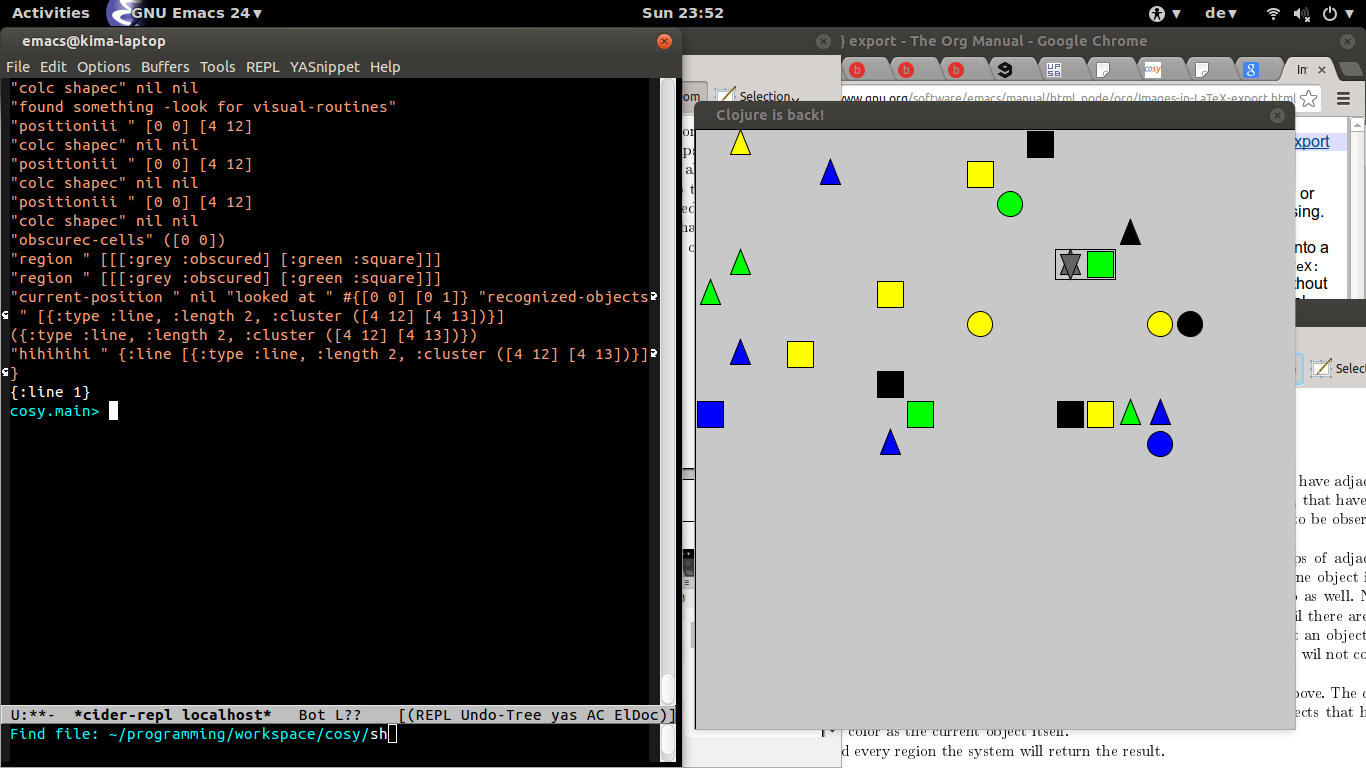 Activities
GNU Emacs 24
Sun 23:52
de
emacs@kima-laptop
File Edit Options Buffers Tools REPL YASnippet Help
"colc shapec" nil nil
"found something -look for visual-routines"
"positioniii " [0 0] [4 12]
"colc shapec" nil nil
"positioniii " [0 0] [4 12]
"colc shapec" nil nil
"positioniii " [0 0] [4 12]
"colc shapec" nil nil
"obscurec-cells" ([0 0])
"region " [[[:grey :obscured] [:green :square]]]
"region " [[[:grey :obscured] [:green :square]]]
"current-position " nil "looked at " #{[0 0] [0 1]} "recognized-objects
" [{:type :line, :length 2, :cluster ([4 12] [4 13])}]
({:type :line, :length 2, :cluster ([4 12] [4 13])})
"hihihihi " {:line [{:type :line, :length 2, :cluster ([4 12] [4 13])}]
}
{:line 1}
cosy.main>
U:**- *cider-repl localhost* Bot L?? [(REPL Undo-Tree yas AC ElDoc)]
Find file: ~/programming/workspace/cosy/sh
} export - The Org Manual - Google Chrome
b
b
b
UP
SB
cosy
8
Im
om
Selection
www.gnu.org/software/emacs/manual/html_node/org/Images-in-LaTeX-export.html
Clojure is back!
export
or
sing.
nto a
eX:
thout
Selec
have adjac
that have
to be obser
ps of adjac
ne object i
as well. N
il there are
t an object
wil not co
ove. The c
ects that h
color as the current object itself.
d every region the system will return the result.